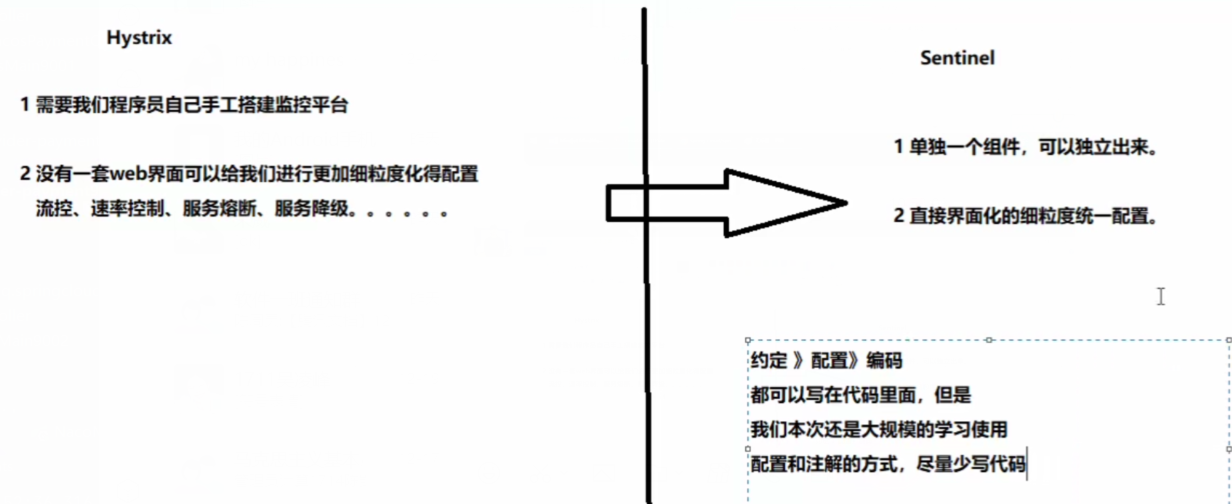 Hystrix
1 需要我们程序员自己手工搭建监控平台
2 没有一套web界面可以给我们进行更加细粒度化得配置
流控、速率控制、服务熔断、服务降级。。。。。。
Sentinel
1 单独一个组件，可以独立出来。
2 直接界面化的细粒度统一配置。
约定 》配置》编码
都可以写在代码里面，但是
我们本次还是大规模的学习使用
配置和注解的方式，尽量少写代码